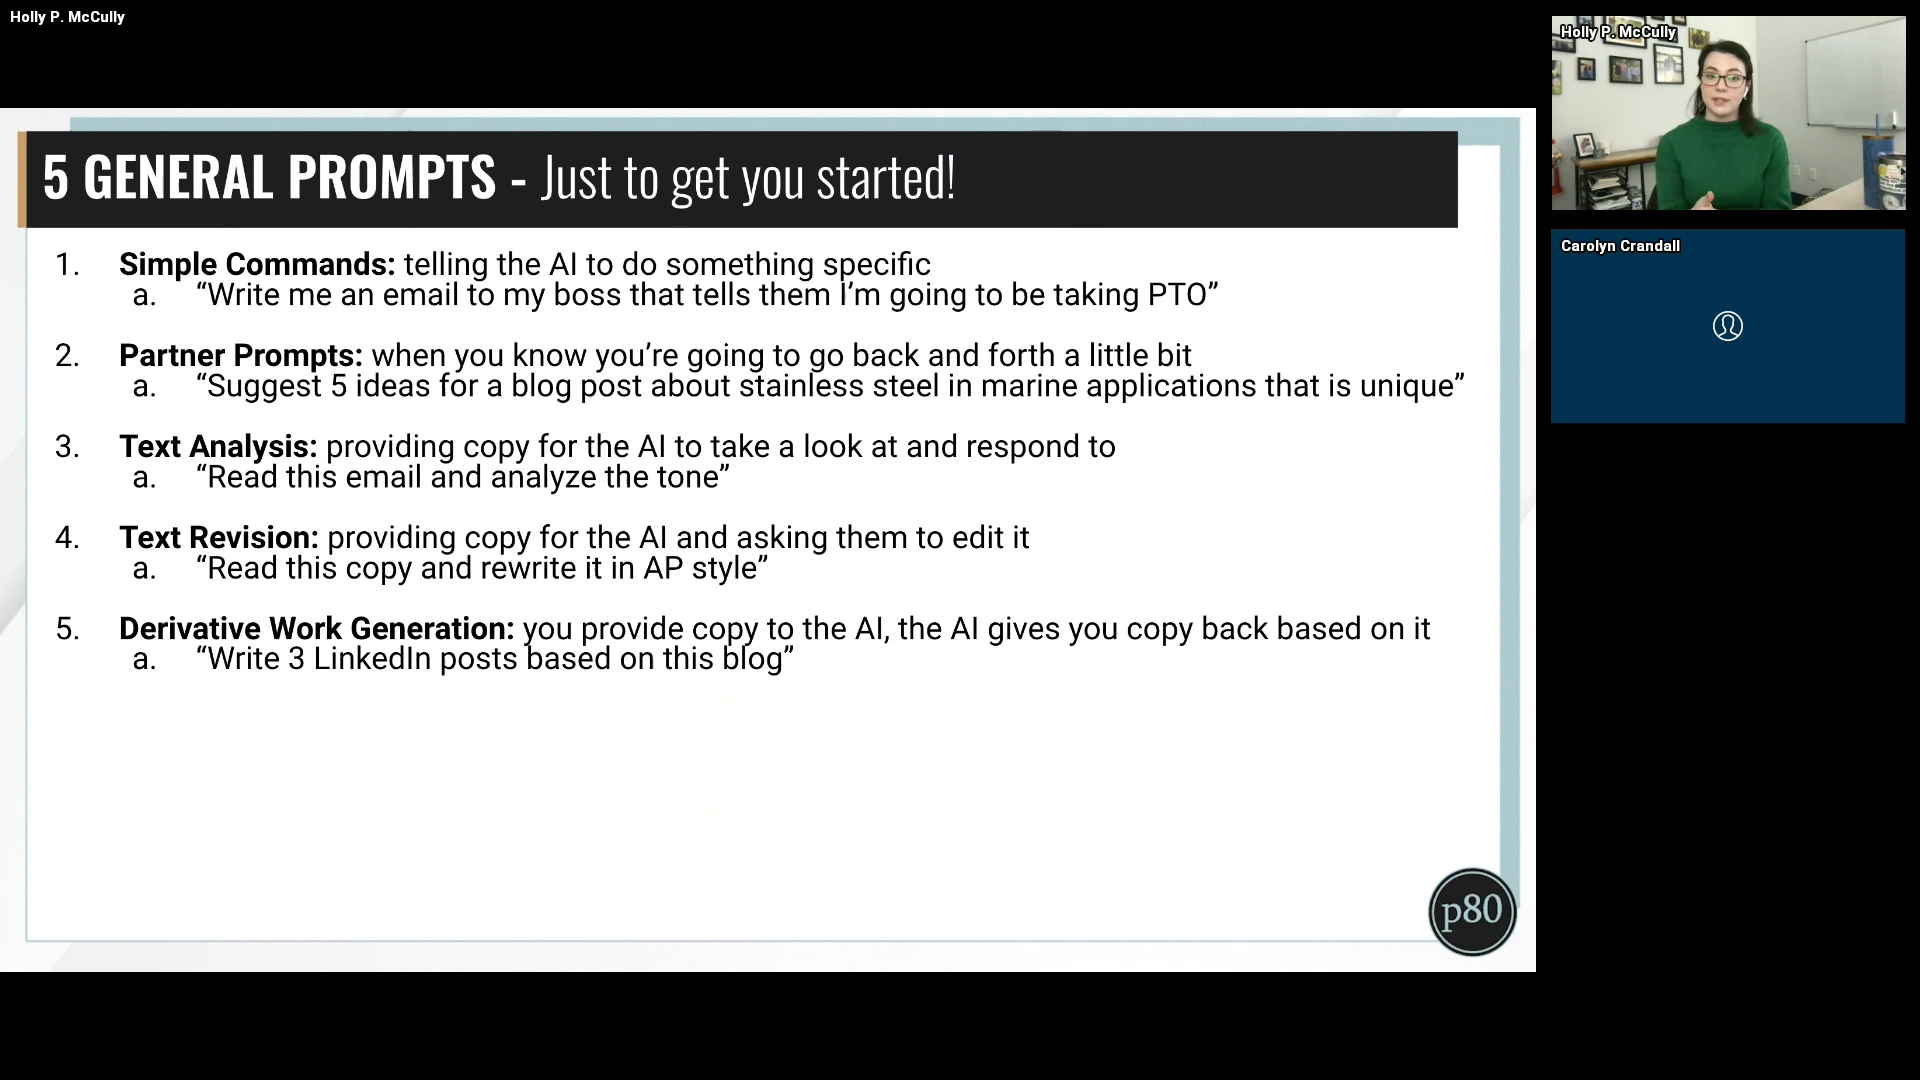 Holly P. McCully
5 GENERAL PROMPTS - Just to get you started!
1. Simple Commands: telling the AI to do something specific
a. “Write me an email to my boss that tells them I’m going to be taking PTO”
2. Partner Prompts: when you know you’re going to go back and forth a little bit
a. “Suggest 5 ideas for a blog post about stainless steel in marine applications that is unique”
3. Text Analysis: providing copy for the AI to take a look at and respond to
a. “Read this email and analyze the tone”
4. Text Revision: providing copy for the AI and asking them to edit it
a. “Read this copy and rewrite it in AP style”
5. Derivative Work Generation: you provide copy to the AI, the AI gives you copy back based on it
a. “Write 3 LinkedIn posts based on this blog”
p80
Holly P. McCully
Carolyn Crandall